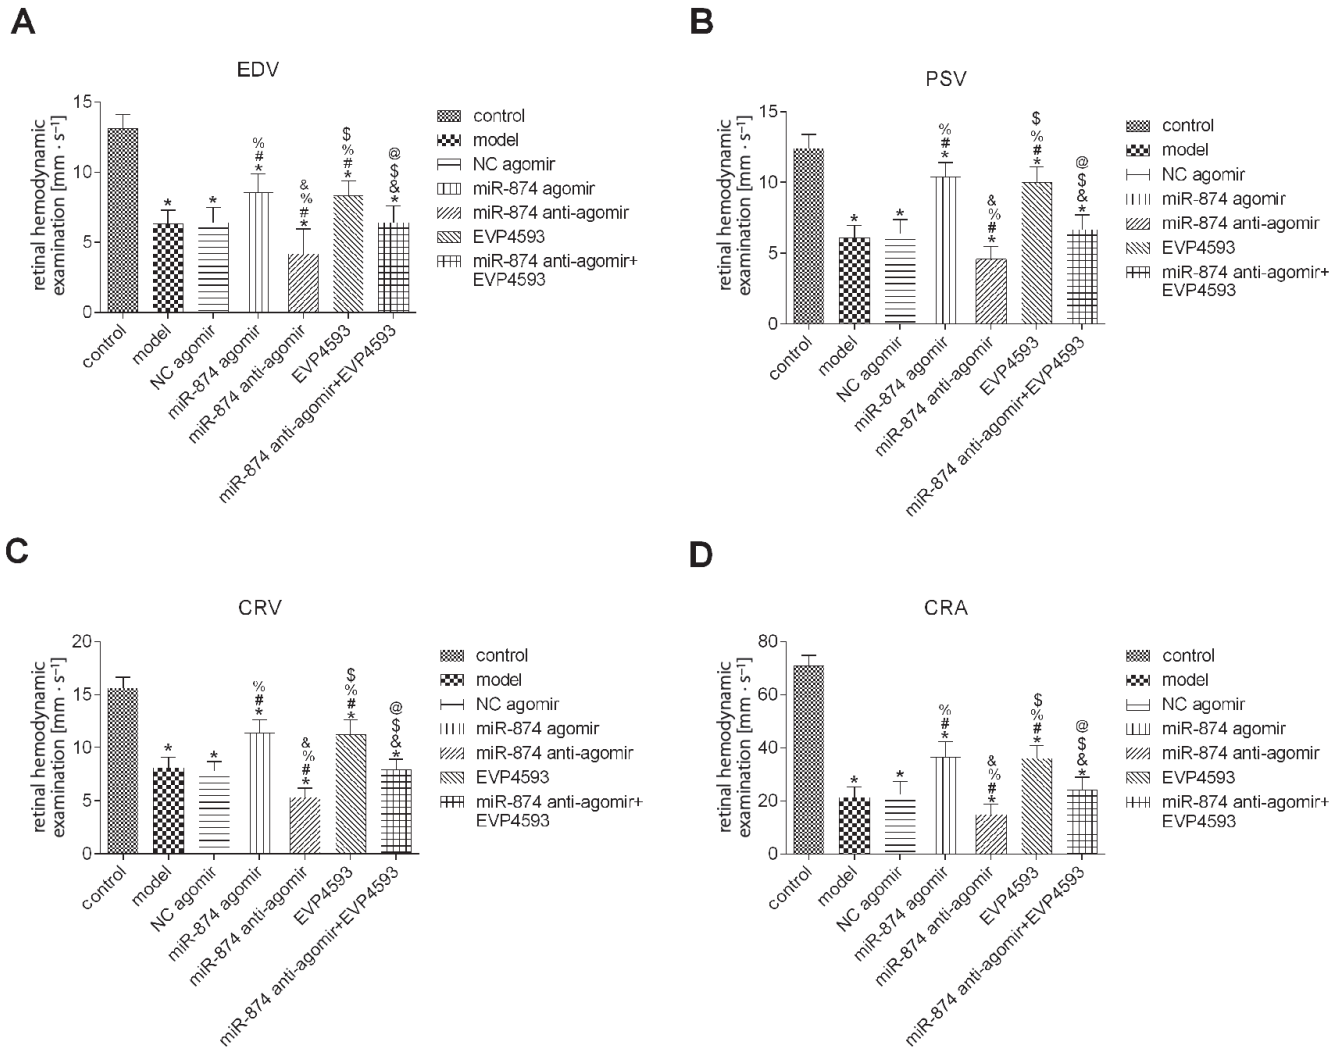 A
EDV
retinal hemodynamic
examination [mm · s⁻¹]
15
10
5
0
*
*
%
#
*
&
%
#
*
$
%
#
*
@
$
&
*
control
model
NC agomir
miR-874 agomir
miR-874 anti-agomir
EVP4593
miR-874 anti-agomir+EVP4593
control
model
NC agomir
miR-874 agomir
miR-874 anti-agomir
EVP4593
miR-874 anti-agomir+
EVP4593
B
PSV
retinal hemodynamic
examination [mm · s⁻¹]
15
10
5
0
*
*
%
#
*
&
%
#
*
$
%
#
*
@
$
&
*
control
model
NC agomir
miR-874 agomir
miR-874 anti-agomir
EVP4593
miR-874 anti-agomir+EVP4593
control
model
NC agomir
miR-874 agomir
miR-874 anti-agomir
EVP4593
miR-874 anti-agomir+
EVP4593
C
CRV
retinal hemodynamic
examination [mm · s⁻¹]
20
15
10
5
0
*
*
%
#
*
&
%
#
*
$
%
#
*
@
$
&
*
control
model
NC agomir
miR-874 agomir
miR-874 anti-agomir
EVP4593
miR-874 anti-agomir+EVP4593
control
model
NC agomir
miR-874 agomir
miR-874 anti-agomir
EVP4593
miR-874 anti-agomir+
EVP4593
D
CRA
retinal hemodynamic
examination [mm · s⁻¹]
80
60
40
20
0
*
*
%
#
*
&
%
#
*
$
%
#
*
@
$
&
*
control
model
NC agomir
miR-874 agomir
miR-874 anti-agomir
EVP4593
miR-874 anti-agomir+EVP4593
control
model
NC agomir
miR-874 agomir
miR-874 anti-agomir
EVP4593
miR-874 anti-agomir+
EVP4593